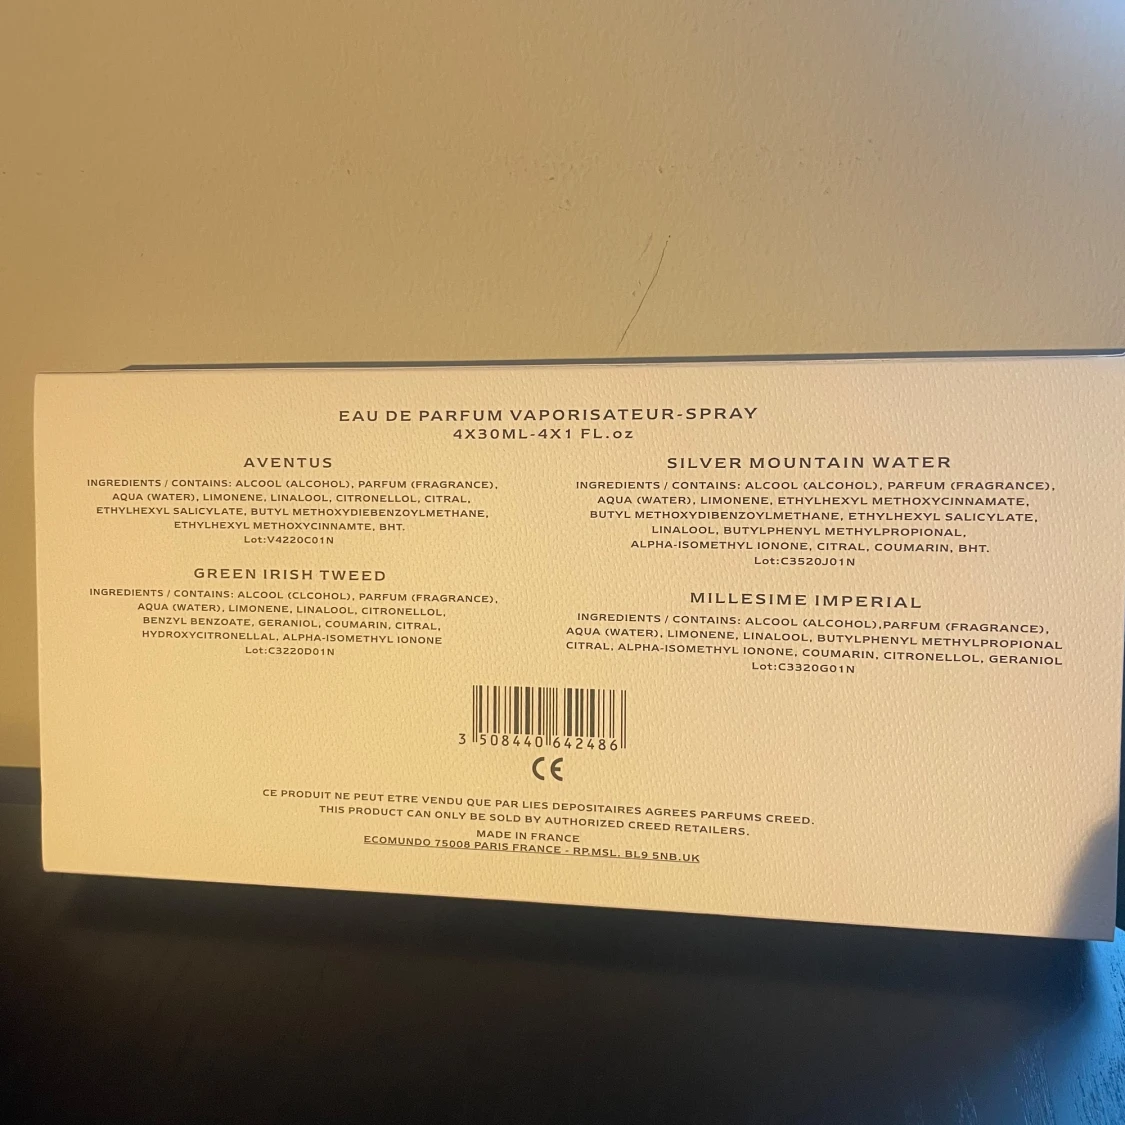 EAU DE PARFUM VAPORISATEUR-SPRAY
4X30ML-4X1 FL.oz
AVENTUS
INGREDIENTS / CONTAINS: ALCOOL (ALCOHOL), PARFUM (FRAGRANCE),
AQUA (WATER), LIMONENE, LINALOOL, CITRONELLOL, CITRAL,
ETHYLHEXYL SALICYLATE, BUTYL METHOXYDIEBENZOYLMETHANE,
ETHYLHEXYL METHOXYCINNAMTE, BHT.
Lot:V4220C01N
GREEN IRISH TWEED
INGREDIENTS / CONTAINS: ALCOOL (CLCOHOL), PARFUM (FRAGRANCE),
AQUA (WATER), LIMONENE, LINALOOL, CITRONELLOL,
BENZYL BENZOATE, GERANIOL, COUMARIN, CITRAL,
HYDROXYCITRONELLAL, ALPHA-ISOMETHYL IONONE
Lot:C3220D01N
SILVER MOUNTAIN WATER
INGREDIENTS / CONTAINS: ALCOOL (ALCOHOL), PARFUM (FRAGRANCE),
AQUA (WATER), LIMONENE, ETHYLHEXYL METHOXYCINNAMATE,
BUTYL METHOXYDIBENZOYLMETHANE, ETHYLHEXYL SALICYLATE,
LINALOOL, BUTYLPHENYL METHYLPROPIONAL,
ALPHA-ISOMETHYL IONONE, CITRAL, COUMARIN, BHT.
Lot:C3520J01N
MILLESIME IMPERIAL
INGREDIENTS / CONTAINS: ALCOOL (ALCOHOL),PARFUM (FRAGRANCE),
AQUA (WATER), LIMONENE, LINALOOL, BUTYLPHENYL METHYLPROPIONAL
CITRAL, ALPHA-ISOMETHYL IONONE, COUMARIN, CITRONELLOL, GERANIOL
Lot:C3320G01N
3 508440 642486
CE
CE PRODUIT NE PEUT ETRE VENDU QUE PAR LIES DEPOSITAIRES AGREES PARFUMS CREED.
THIS PRODUCT CAN ONLY BE SOLD BY AUTHORIZED CREED RETAILERS.
MADE IN FRANCE
ECOMUNDO 75008 PARIS FRANCE - RP.MSL. BL9 5NB.UK